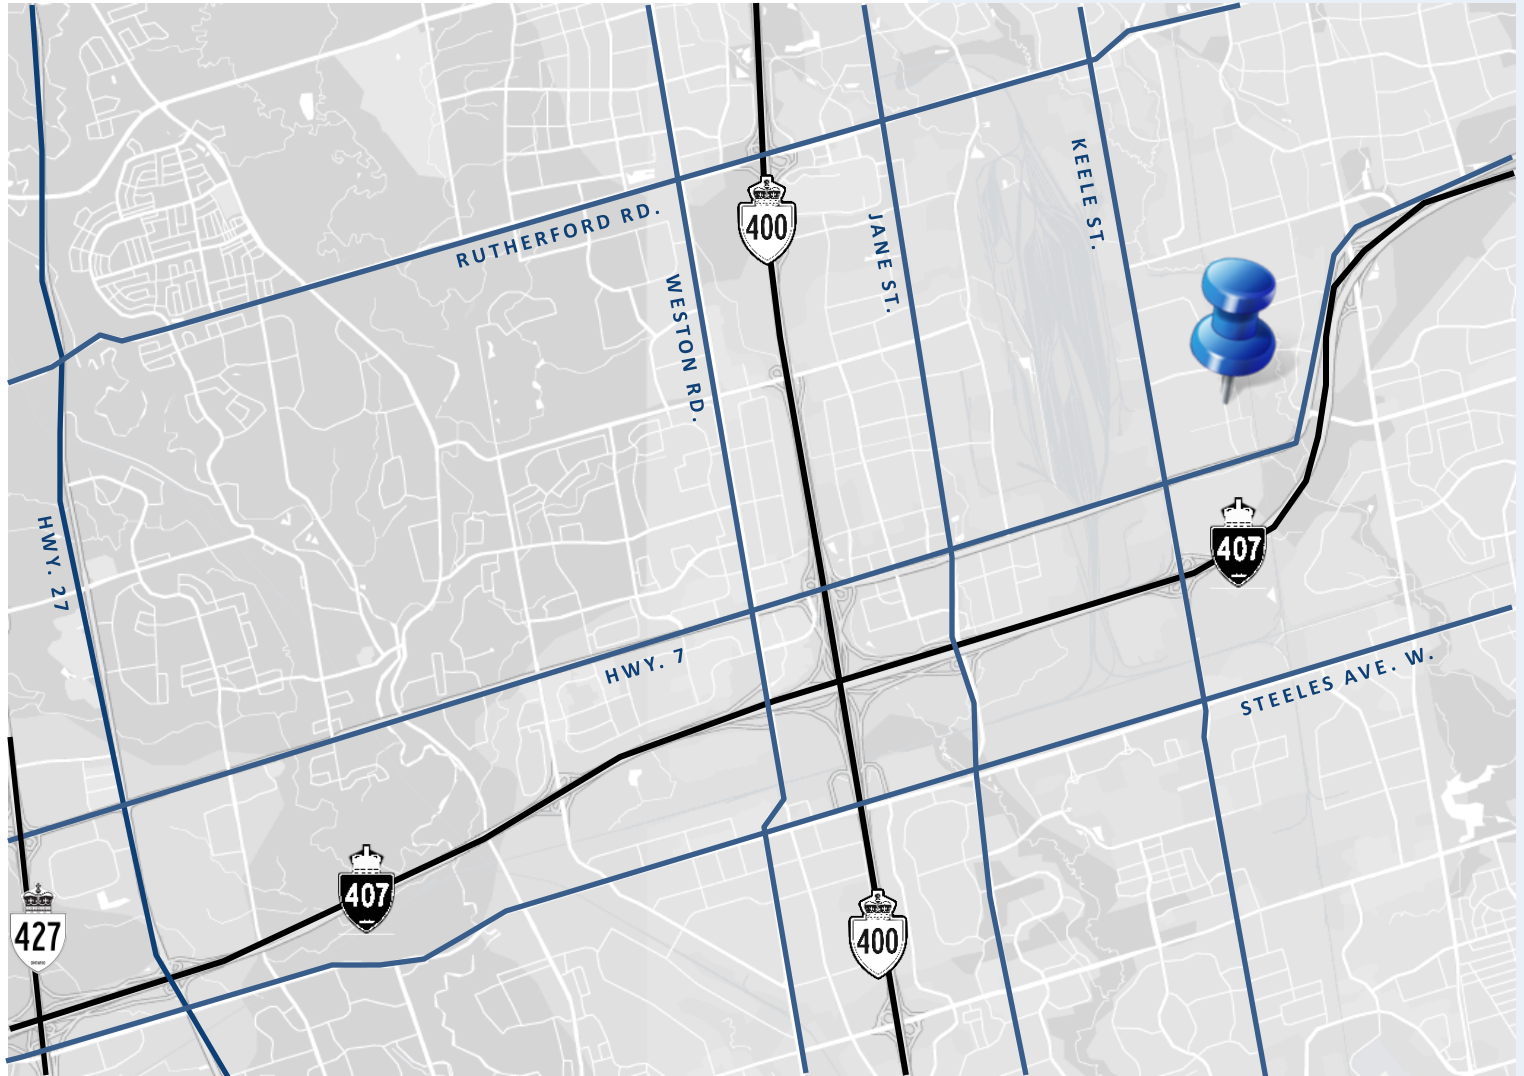 KEELE ST.
400
RUTHERFORD RD.
JANE ST.
WESTON RD.
HWY. 27
407
HWY. 7
STEELES AVE. W.
407
427
400